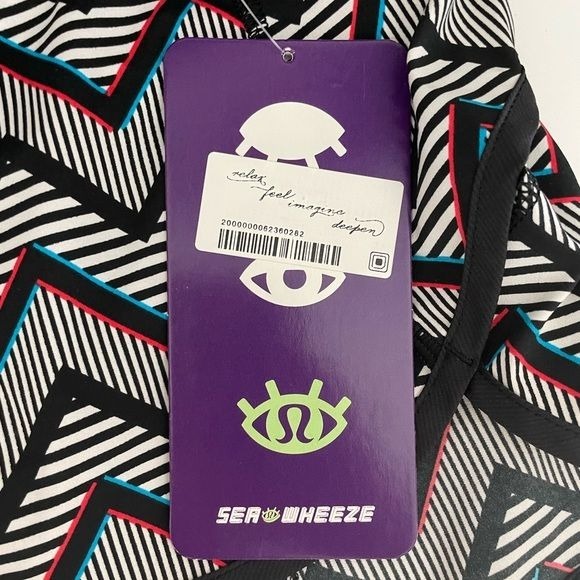 relax
feel
imagine
deepen
2000000062360282
SEA WHEEZE